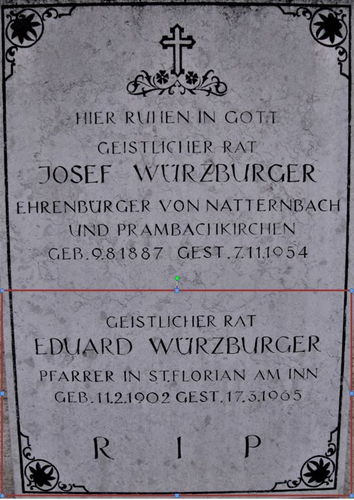 HIER RUHEN IN GOTT
GEISTLICHER RAT
JOSEF WÜRZBURGER
EHRENBÜRGER VON NATTERNBACH
UND PRAMBACHKIRCHEN
GEB. 9.8.1887 GEST. 7.11.1954
GEISTLICHER RAT
EDUARD WÜRZBURGER
PFARRER IN ST.FLORIAN AM INN
GEB. 11.2.1902 GEST. 17.3.1965
R I P